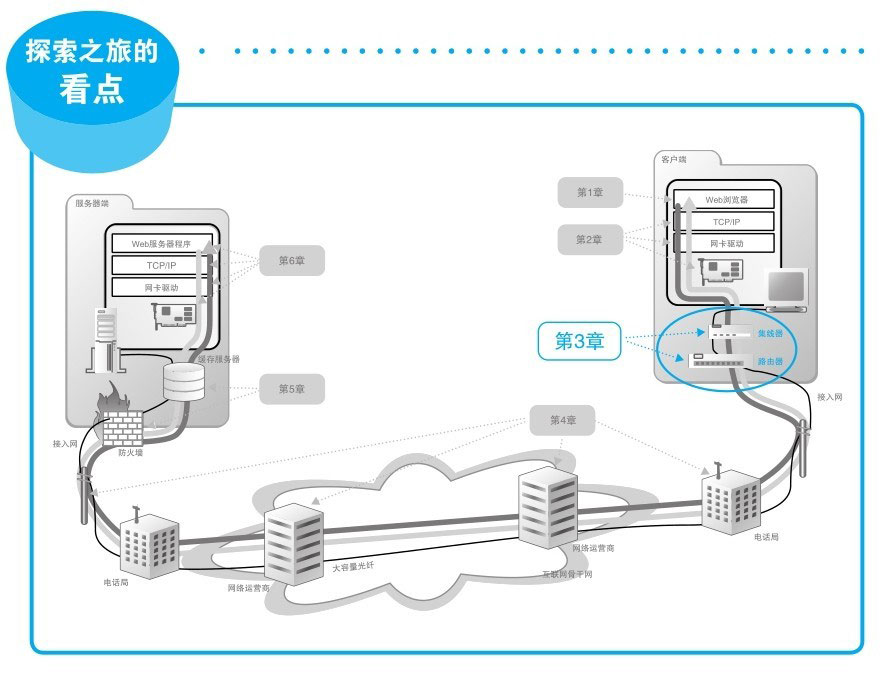 探索之旅的
看点
客户端
第1章
Web浏览器
TCP/IP
第2章
网卡驱动
服务器端
Web服务器程序
TCP/IP
第6章
网卡驱动
第3章
集线器
路由器
缓存服务器
第5章
接入网
第4章
接入网
防火墙
电话局
网络运营商
大容量光纤
电话局
网络运营商
互联网骨干网